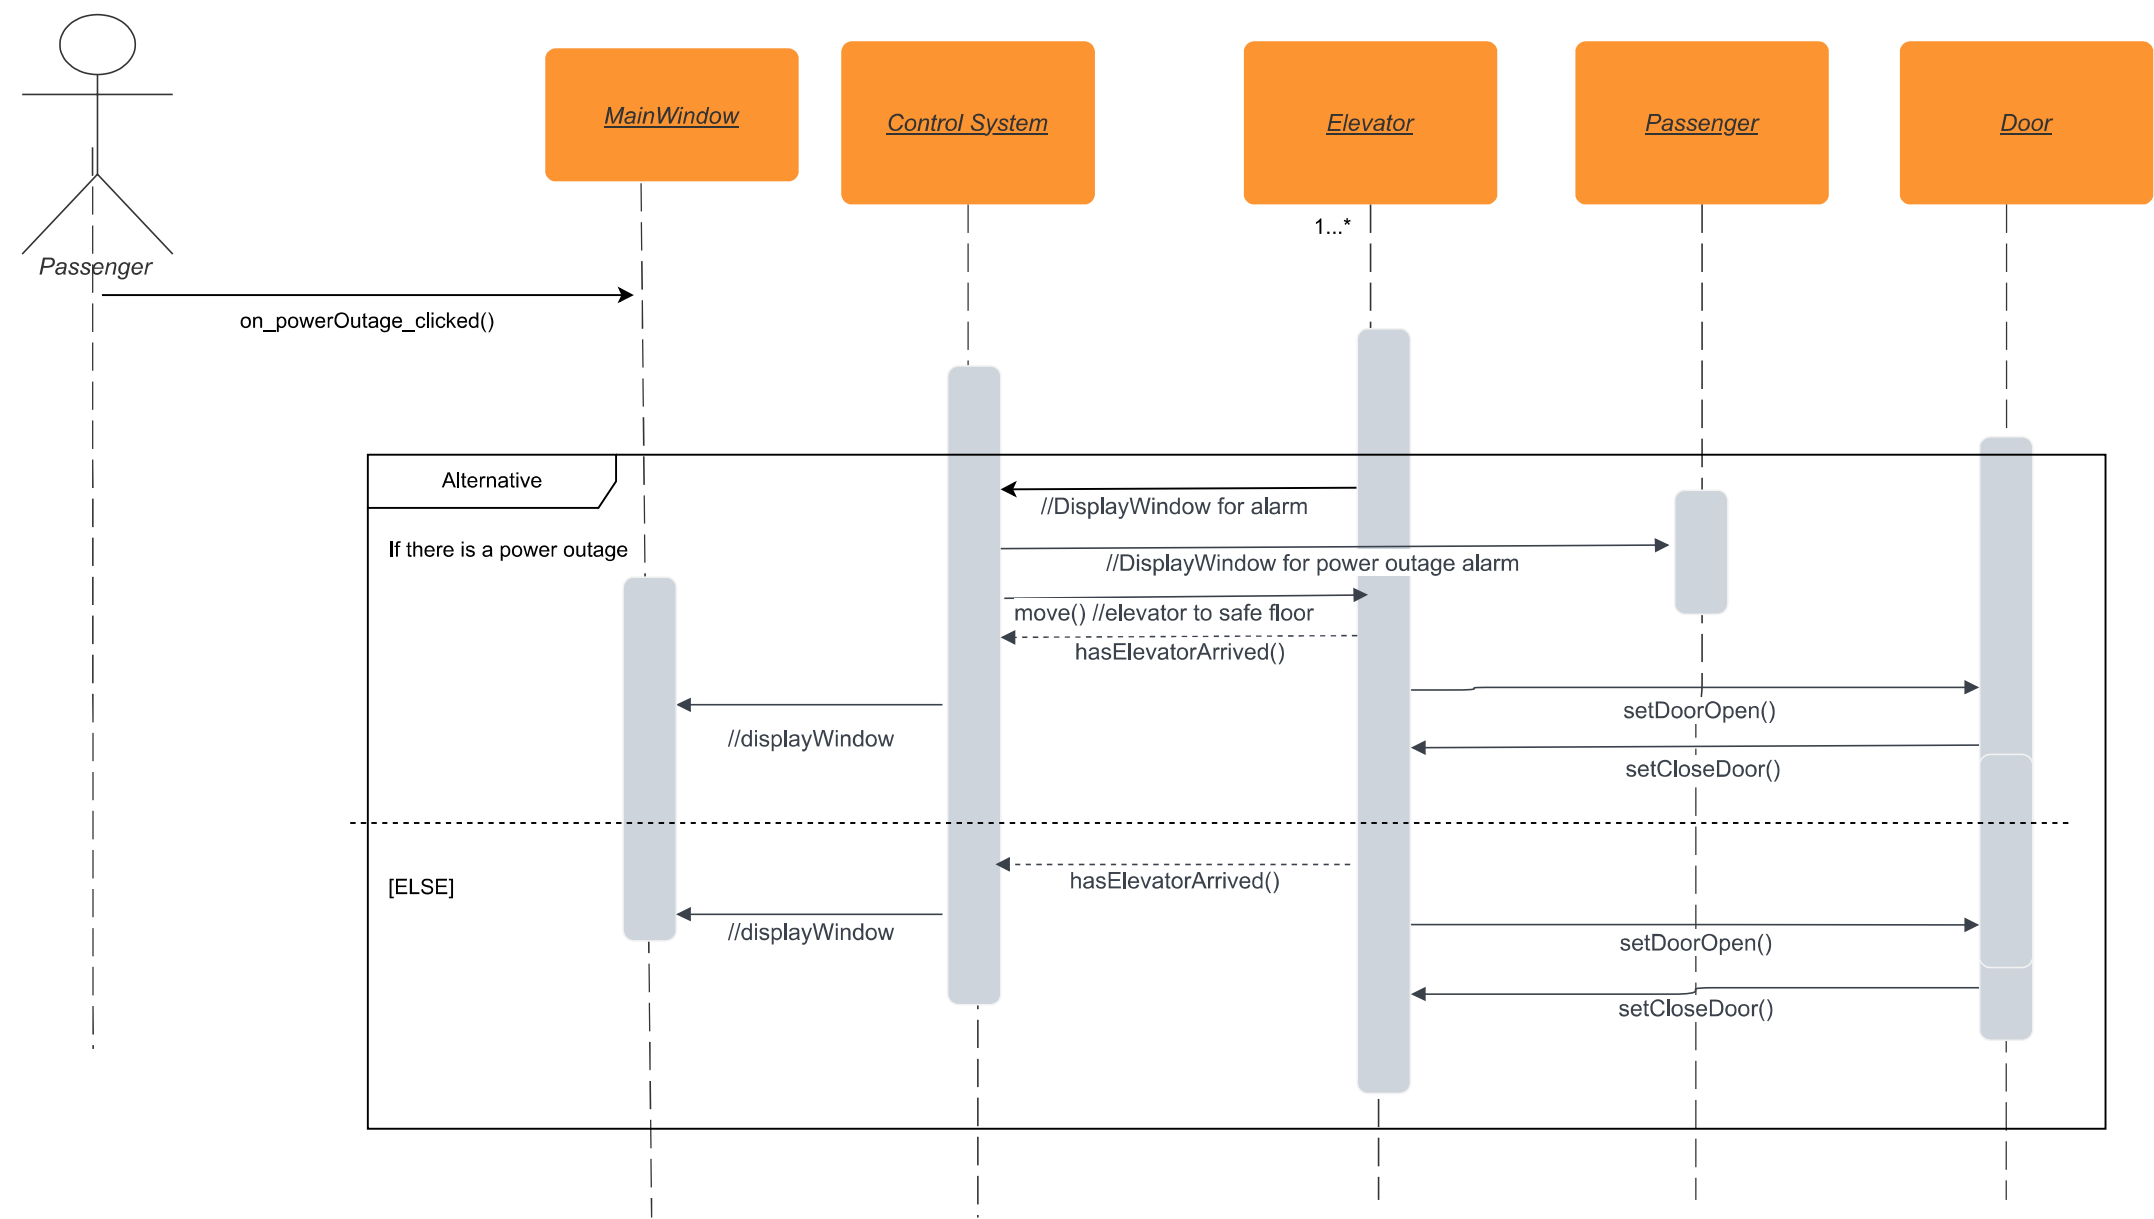 MainWindow
Control System
Elevator
Passenger
Door
1...*
Passenger
on_powerOutage_clicked()
Alternative
//DisplayWindow for alarm
If there is a power outage
//DisplayWindow for power outage alarm
move() //elevator to safe floor
hasElevatorArrived()
setDoorOpen()
//displayWindow
setCloseDoor()
[ELSE]
hasElevatorArrived()
//displayWindow
setDoorOpen()
setCloseDoor()